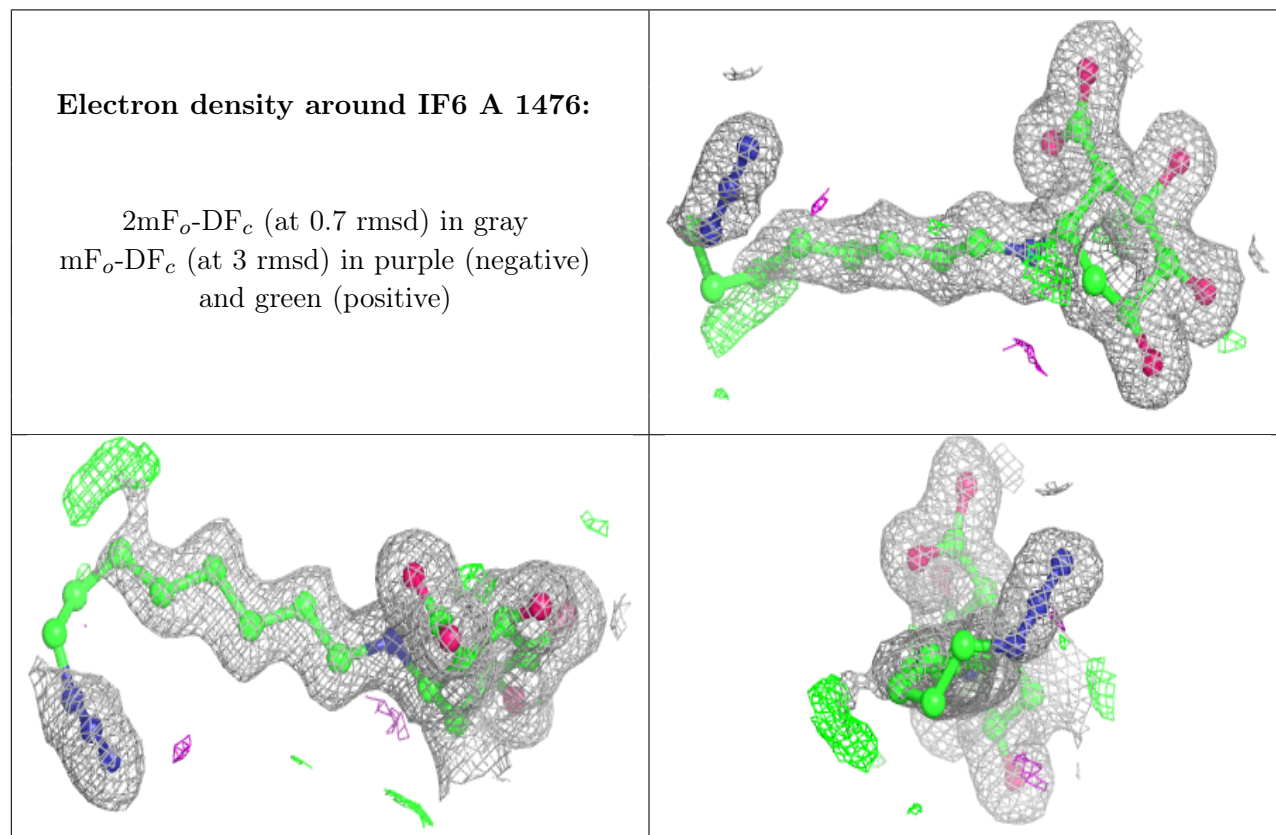 Electron density around IF6 A 1476:
2mFo-DFc (at 0.7 rmsd) in gray
mFo-DFc (at 3 rmsd) in purple (negative)
and green (positive)